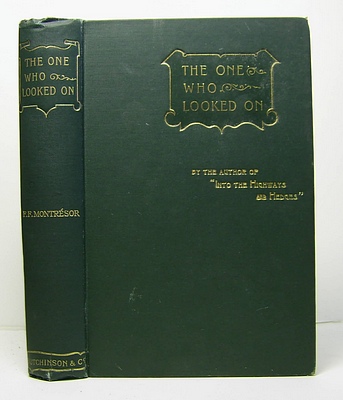 THE ONE
WHO
LOOKED ON
F.F. MONTRÉSOR
HUTCHINSON & Cº
THE ONE
WHO
LOOKED ON
BY THE AUTHOR OF
"INTO THE HIGHWAYS
AND HEDGES"